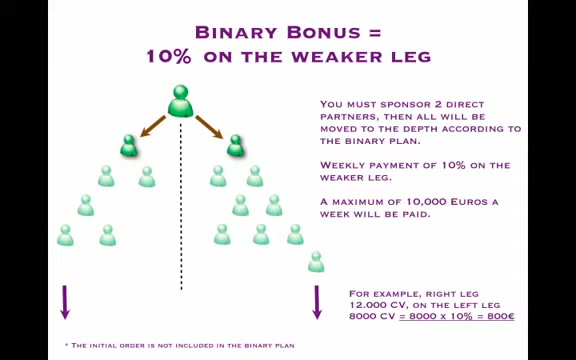 Binary Bonus =
10% on the weaker leg
You must sponsor 2 direct
partners, then all will be
moved to the depth according to
the binary plan.
Weekly payment of 10% on the
weaker leg.
A maximum of 10,000 Euros a
week will be paid.
For example, right leg
12.000 CV, on the left leg
8000 CV = 8000 x 10% = 800€
* The initial order is not included in the binary plan